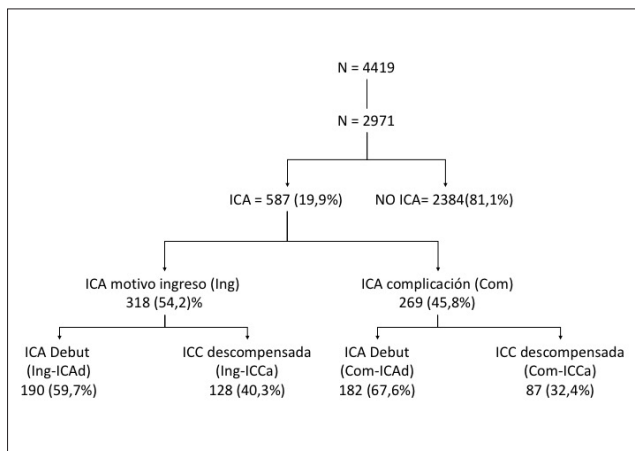 N = 4419
N = 2971
ICA = 587 (19,9%)
NO ICA= 2384(81,1%)
ICA motivo ingreso (Ing)
318 (54,2)%
ICA complicación (Com)
269 (45,8%)
ICA Debut
(Ing-ICAd)
190 (59,7%)
ICC descompensada
(Ing-ICCa)
128 (40,3%)
ICA Debut
(Com-ICAd)
182 (67,6%)
ICC descompensada
(Com-ICCa)
87 (32,4%)